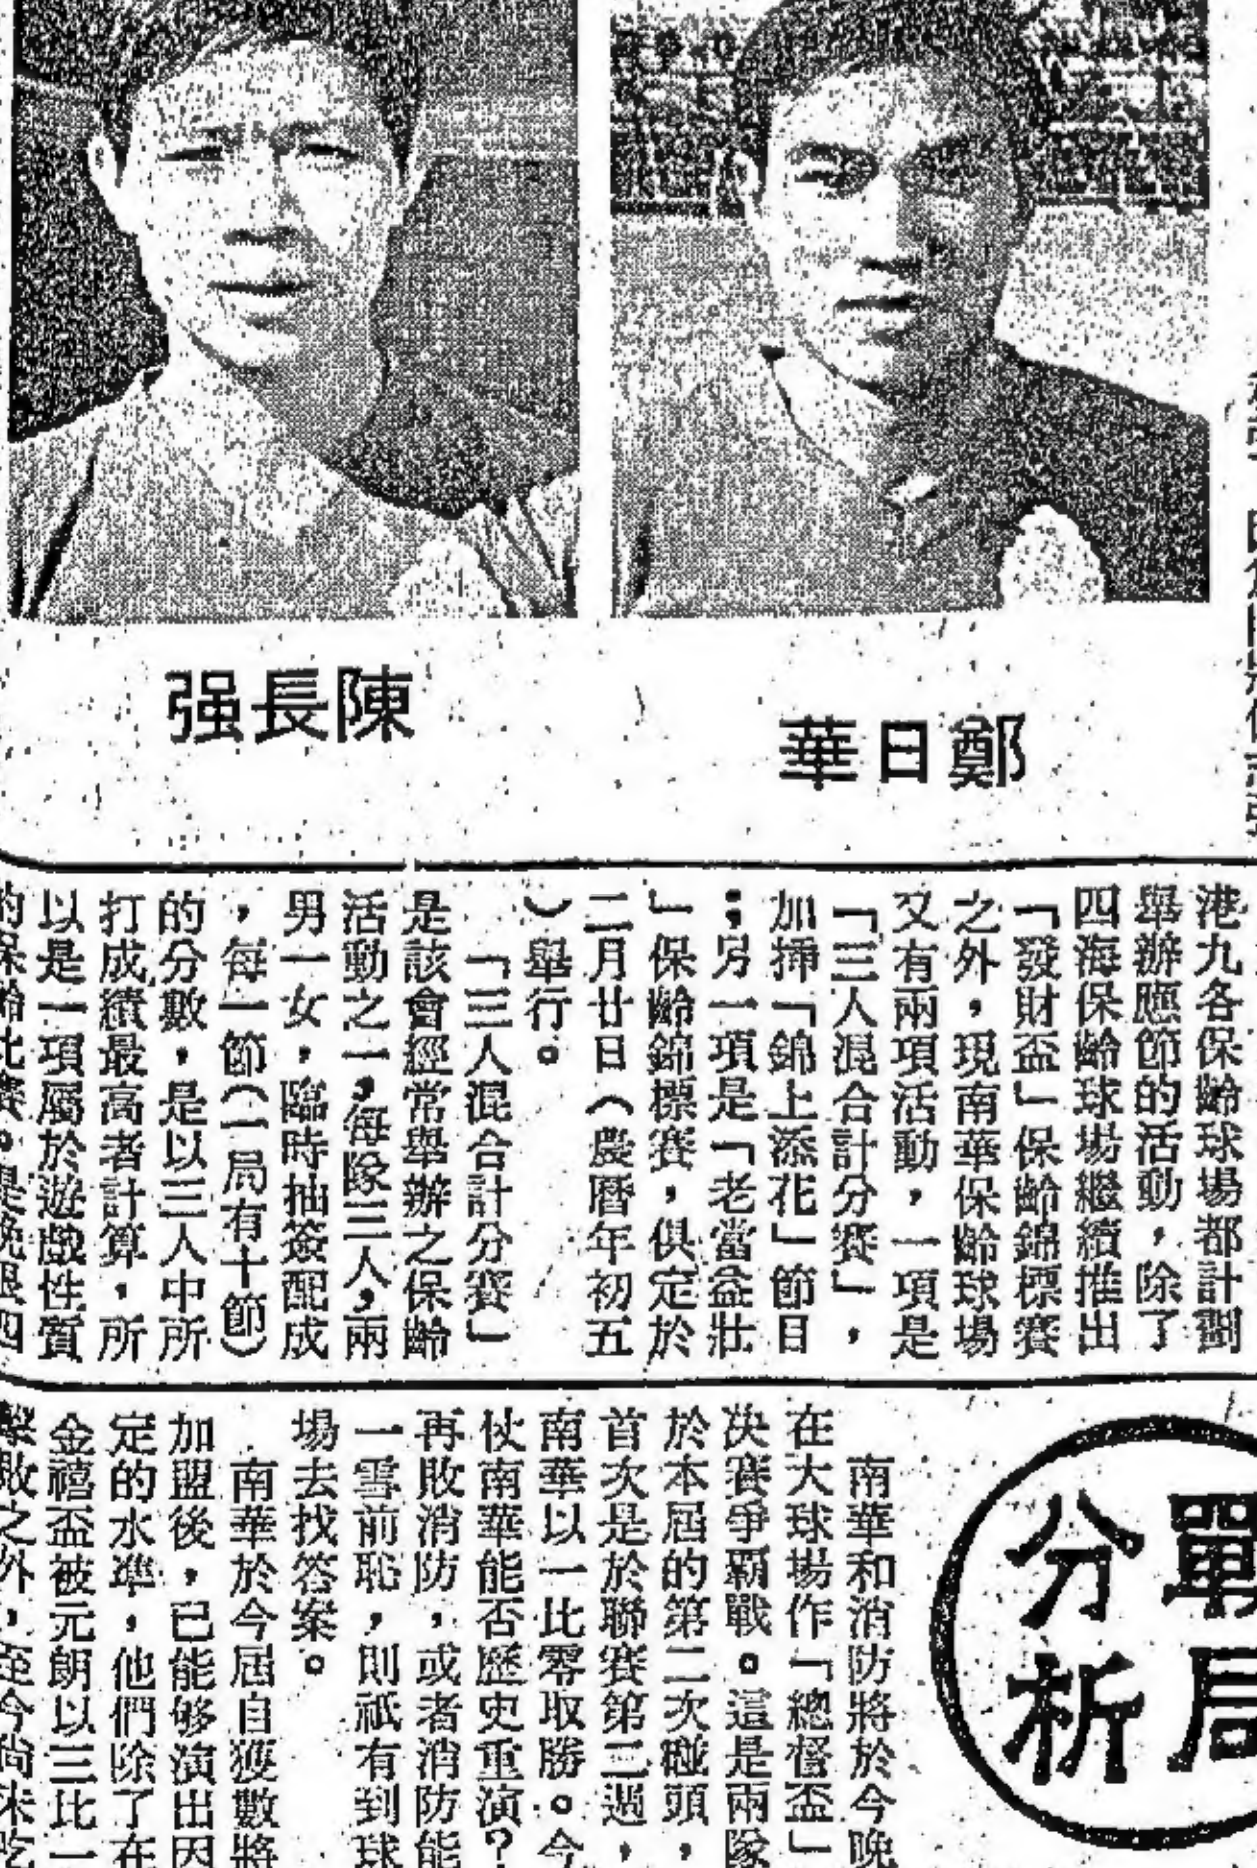 陳長强
鄭日華
港九各保齡球場都計劃
舉辦應節的活動，除了
四海保齡球場繼續推出
「發財盃」保齡錦標賽
之外，現南華保齡球場
又有兩項活動，一項是
「三人混合計分賽」，
加揷「錦上添花」節目
；另一項是「老當益壯
」保齡錦標賽，俱定於
二月廿日（農曆年初五
）舉行。
「三人混合計分賽」
是該會經常舉辦之保齡
活動之一，每隊三人，兩
男一女，臨時抽簽配成
，每一節（一局有十節）
的分數，是以三人中所
打成績最高者計算，所
以是一項屬於遊戲性質
的保齡比賽。是晚
戰局
分析
南華和消防將於今晚
在大球場作「總督盃」
决賽爭霸戰。這是兩隊
於本屆的第二次碰頭，
首次是於聯賽第三週，
南華以一比零取勝。今
仗南華能否歷史重演？
再敗消防，或者消防能
一雪前恥，則祇有到球
場去找答案。
南華於今屆自獲數將
加盟後，已能够演出因
定的水準，他們除了在
金禧盃被元朗以三比一
擊敗之外，至今尚未